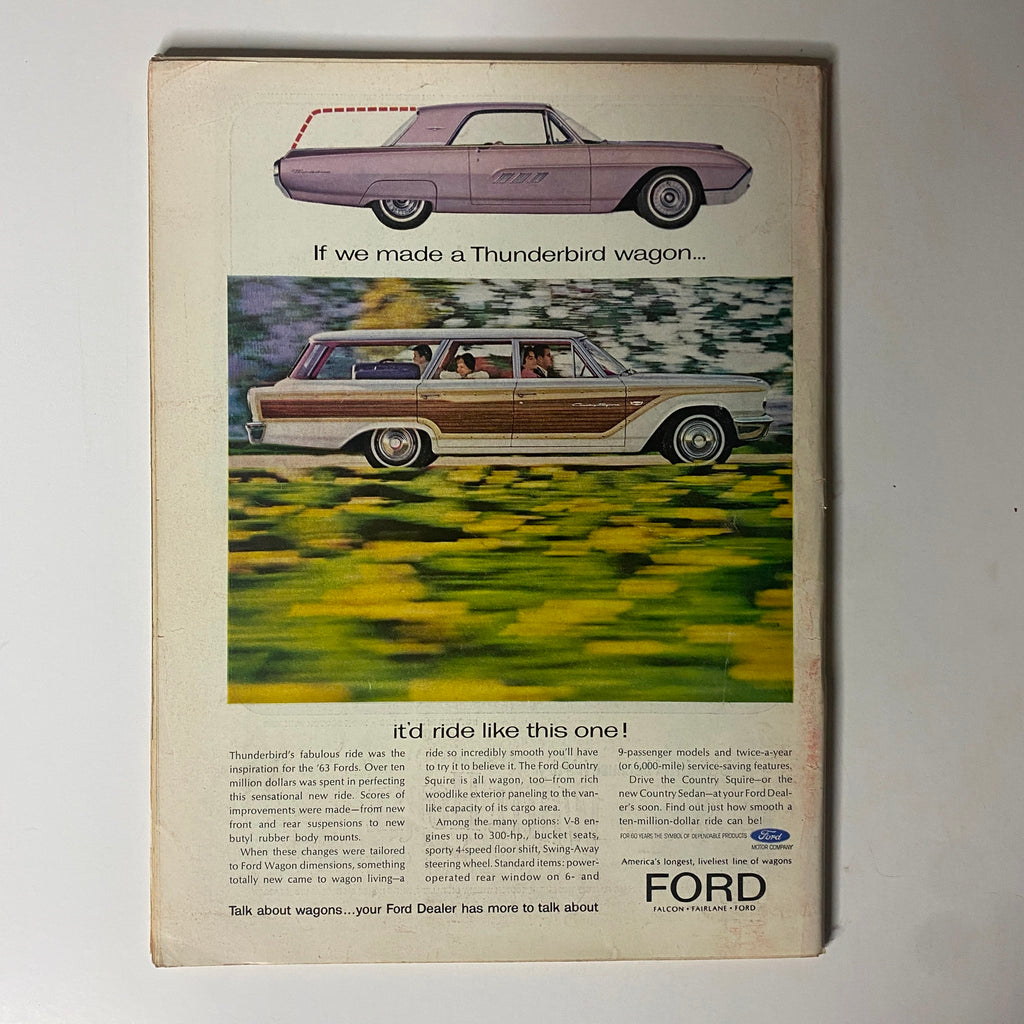 Thunderbird
If we made a Thunderbird wagon...
Country Squire
it'd ride like this one!
Thunderbird's fabulous ride was the
inspiration for the '63 Fords. Over ten
million dollars was spent in perfecting
this sensational new ride. Scores of
improvements were made—from new
front and rear suspensions to new
butyl rubber body mounts.
When these changes were tailored
to Ford Wagon dimensions, something
totally new came to wagon living—a
ride so incredibly smooth you'll have
to try it to believe it. The Ford Country
Squire is all wagon, too—from rich
woodlike exterior paneling to the van-
like capacity of its cargo area.
Among the many options: V-8 en-
gines up to 300-hp., bucket seats,
sporty 4-speed floor shift, Swing-Away
steering wheel. Standard items: power-
operated rear window on 6- and
9-passenger models and twice-a-year
(or 6,000-mile) service-saving features.
Drive the Country Squire—or the
new Country Sedan—at your Ford Deal-
er's soon. Find out just how smooth a
ten-million-dollar ride can be!
FOR 60 YEARS THE SYMBOL OF DEPENDABLE PRODUCTS
Ford
MOTOR COMPANY
America's longest, liveliest line of wagons
FORD
FALCON • FAIRLANE • FORD
Talk about wagons...your Ford Dealer has more to talk about